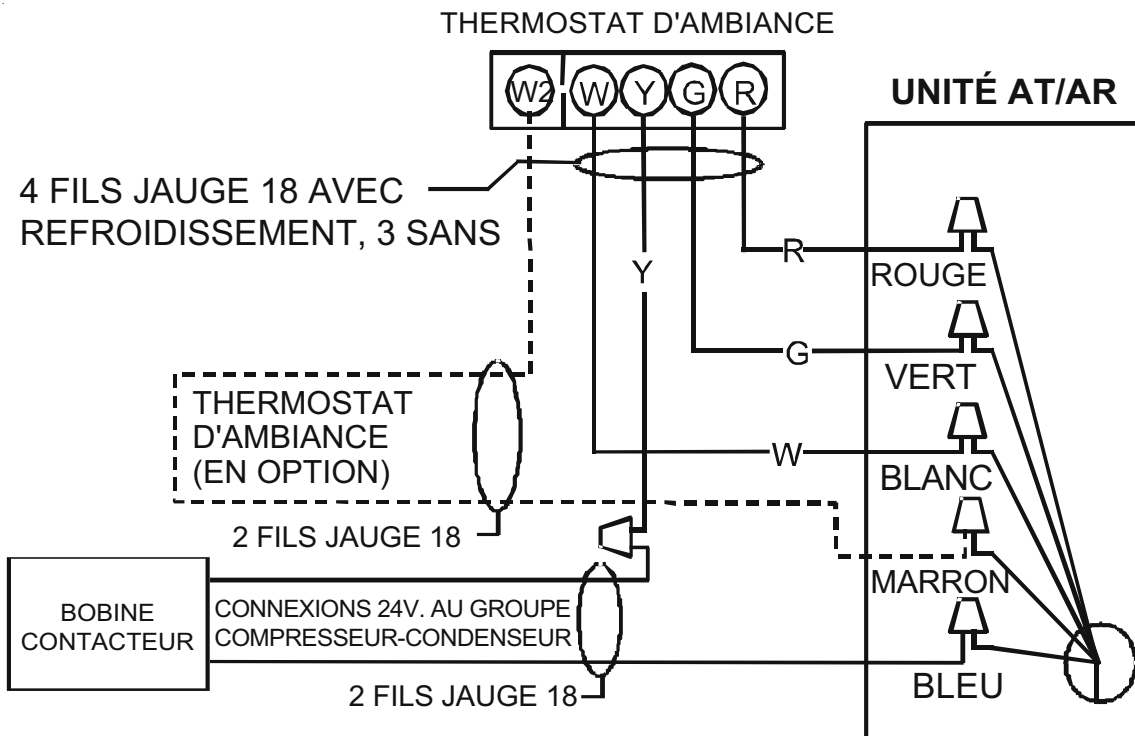 THERMOSTAT D'AMBIANCE
W2 W Y G R
UNITÉ AT/AR
4 FILS JAUGE 18 AVEC
REFROIDISSEMENT, 3 SANS
R
ROUGE
Y
G
VERT
THERMOSTAT
D'AMBIANCE
(EN OPTION)
W
BLANC
2 FILS JAUGE 18
MARRON
BOBINE
CONTACTEUR
CONNEXIONS 24V. AU GROUPE
COMPRESSEUR-CONDENSEUR
BLEU
2 FILS JAUGE 18